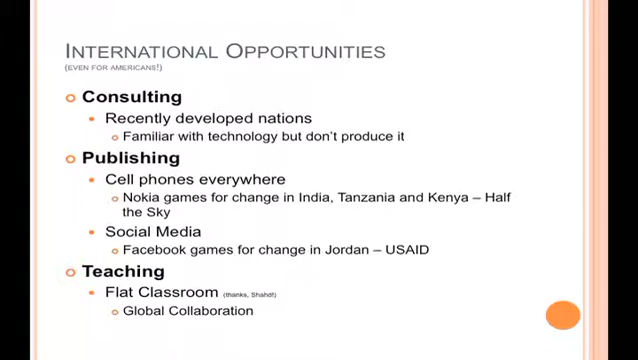 INTERNATIONAL OPPORTUNITIES
(EVEN FOR AMERICANS!)
Consulting
Recently developed nations
Familiar with technology but don't produce it
Publishing
Cell phones everywhere
Nokia games for change in India, Tanzania and Kenya – Half
the Sky
Social Media
Facebook games for change in Jordan – USAID
Teaching
Flat Classroom (thanks, Shahdt)
Global Collaboration